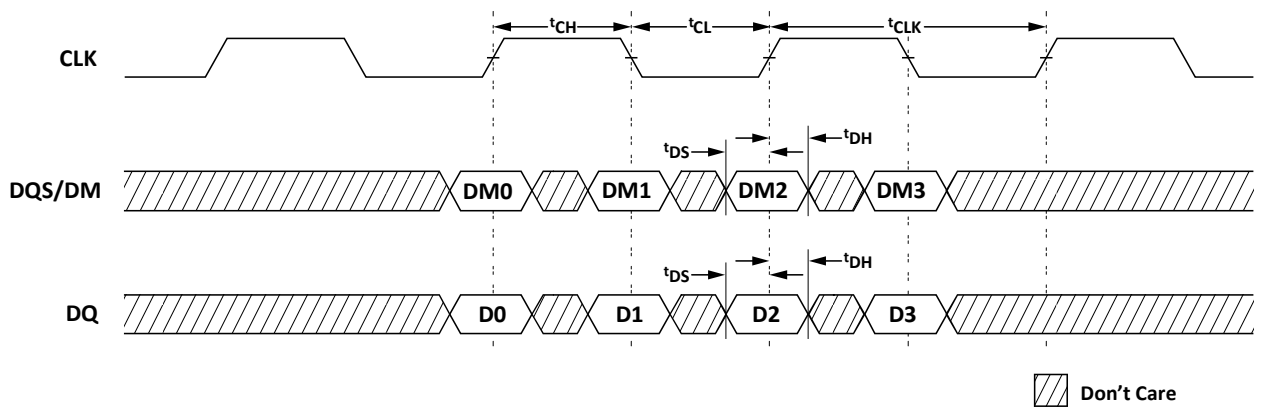 tCH tCL tCLK
CLK
tDS tDH
DQS/DM DM0 DM1 DM2 DM3
tDS tDH
DQ D0 D1 D2 D3
Don't Care